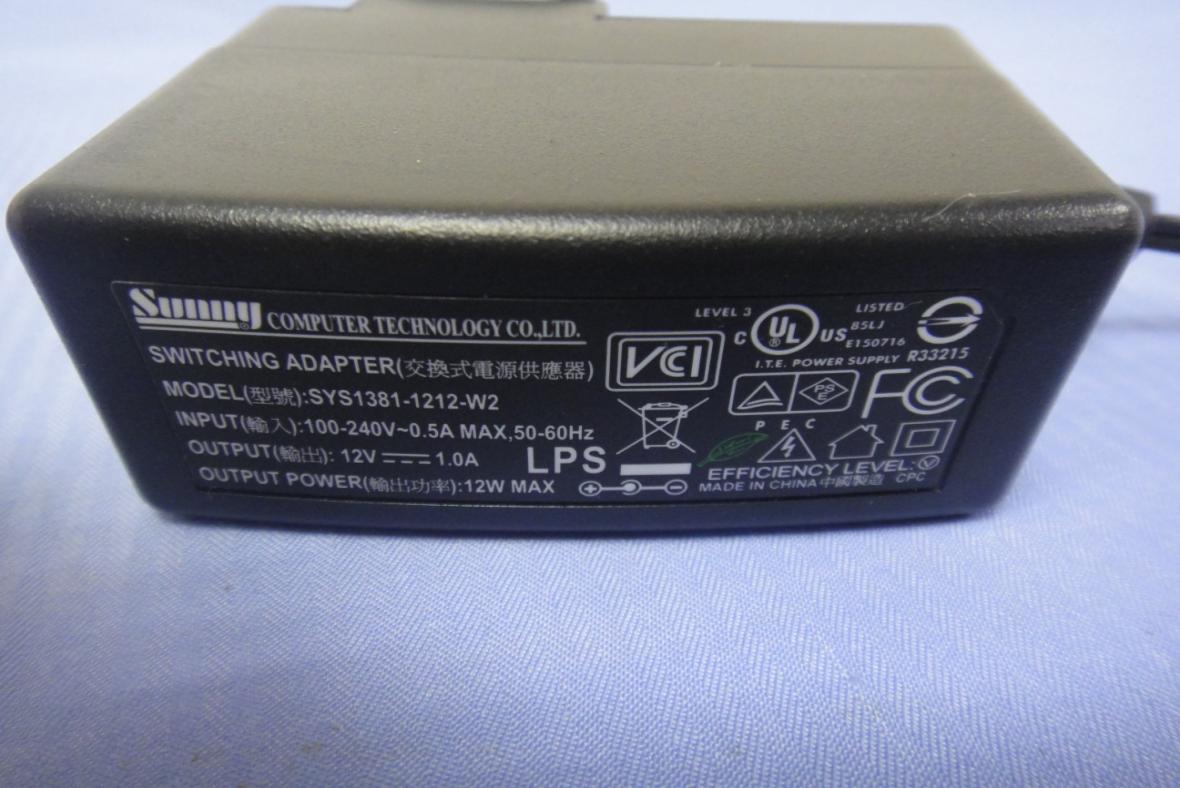 Sunny® COMPUTER TECHNOLOGY CO.,LTD.
SWITCHING ADAPTER(交換式電源供應器)
MODEL(型號):SYS1381-1212-W2
INPUT(輸入):100-240V~0.5A MAX,50-60Hz
OUTPUT(輸出): 12V 1.0A
OUTPUT POWER(輸出功率):12W MAX
LPS
VCI
LEVEL 3
C UL® US
LISTED
85LJ
E150716
I.T.E. POWER SUPPLY
R33215
PS
E
FC
P E C
EFFICIENCY LEVEL:Ⓥ
MADE IN CHINA 中國製造 CPC